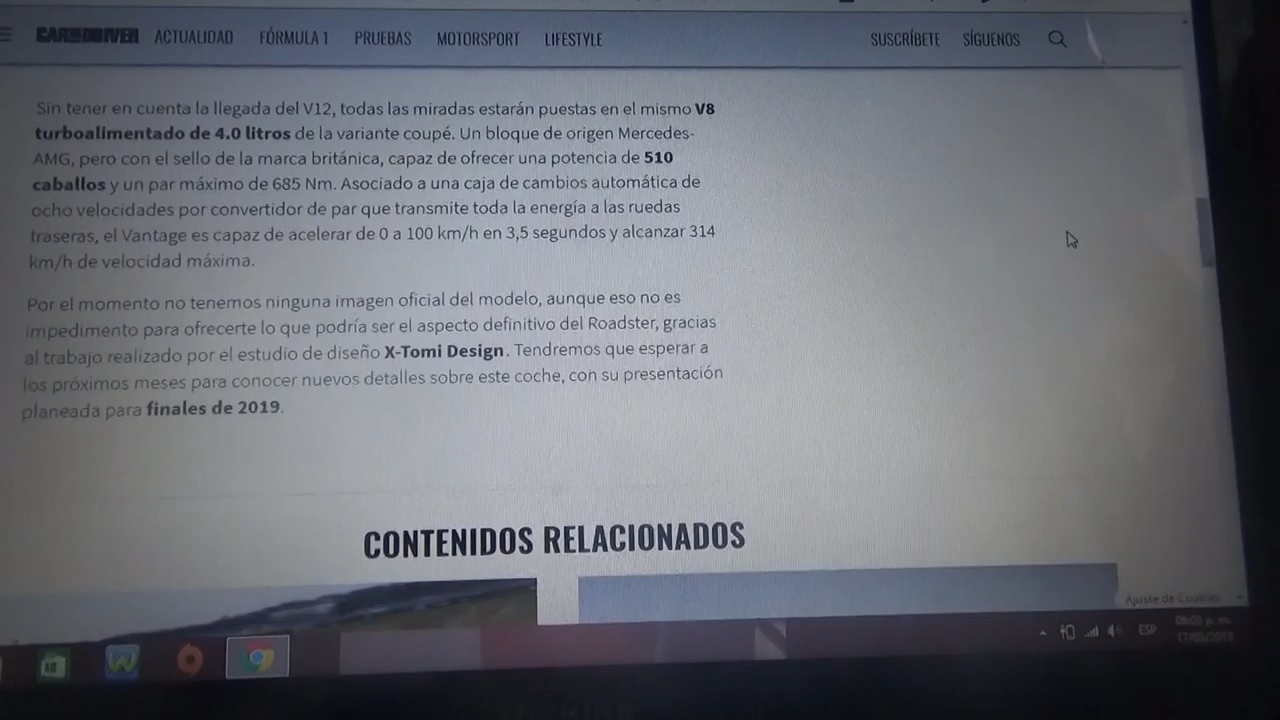 CAR DRIVER ACTUALIDAD FÓRMULA 1 PRUEBAS MOTORSPORT LIFESTYLE SUSCRÍBETE SÍGUENOS
Sin tener en cuenta la llegada del V12, todas las miradas estarán puestas en el mismo V8
turboalimentado de 4.0 litros de la variante coupé. Un bloque de origen Mercedes-
AMG, pero con el sello de la marca británica, capaz de ofrecer una potencia de 510
caballos y un par máximo de 685 Nm. Asociado a una caja de cambios automática de
ocho velocidades por convertidor de par que transmite toda la energía a las ruedas
traseras, el Vantage es capaz de acelerar de 0 a 100 km/h en 3,5 segundos y alcanzar 314
km/h de velocidad máxima.
Por el momento no tenemos ninguna imagen oficial del modelo, aunque eso no es
impedimento para ofrecerte lo que podría ser el aspecto definitivo del Roadster, gracias
al trabajo realizado por el estudio de diseño X-Tomi Design. Tendremos que esperar a
los próximos meses para conocer nuevos detalles sobre este coche, con su presentación
planeada para finales de 2019.
CONTENIDOS RELACIONADOS
Ajuste de Cookies
ESP